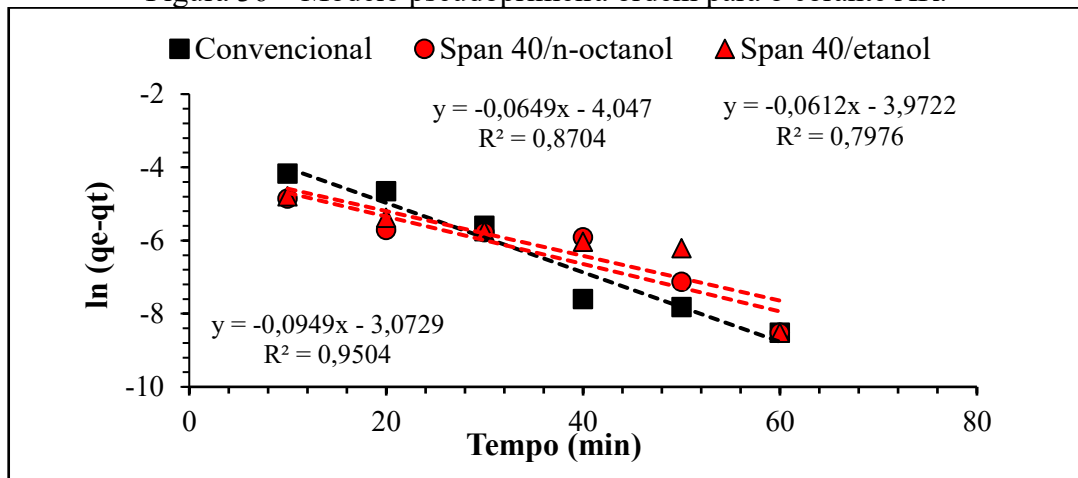 Convencional Span 40/n-octanol Span 40/etanol
y = -0,0649x - 4,047
R² = 0,8704
y = -0,0612x - 3,9722
R² = 0,7976
y = -0,0949x - 3,0729
R² = 0,9504
ln (qe-qt)
-2
-4
-6
-8
-10
0 20 40 60 80
Tempo (min)